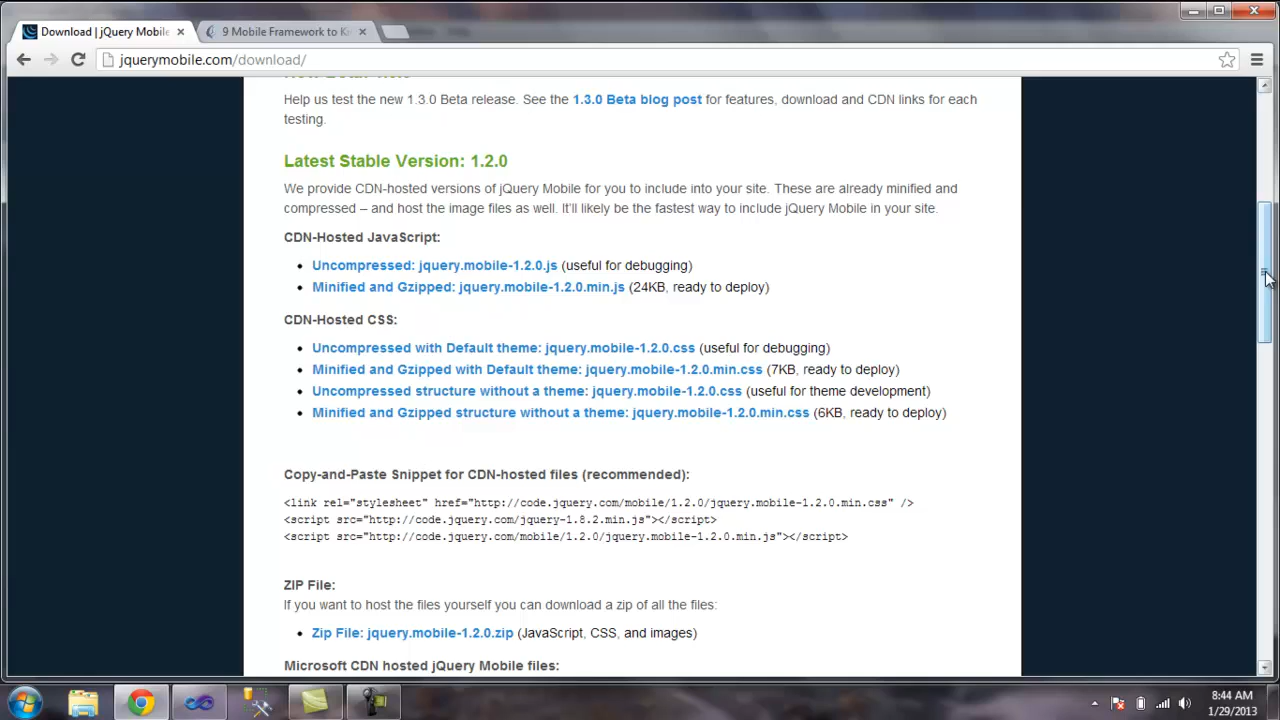 Download | jQuery Mobile
9 Mobile Framework to K
jquerymobile.com/download/
Help us test the new 1.3.0 Beta release. See the 1.3.0 Beta blog post for features, download and CDN links for each
testing.
Latest Stable Version: 1.2.0
We provide CDN-hosted versions of jQuery Mobile for you to include into your site. These are already minified and
compressed – and host the image files as well. It'll likely be the fastest way to include jQuery Mobile in your site.
CDN-Hosted JavaScript:
• Uncompressed: jquery.mobile-1.2.0.js (useful for debugging)
• Minified and Gzipped: jquery.mobile-1.2.0.min.js (24KB, ready to deploy)
CDN-Hosted CSS:
• Uncompressed with Default theme: jquery.mobile-1.2.0.css (useful for debugging)
• Minified and Gzipped with Default theme: jquery.mobile-1.2.0.min.css (7KB, ready to deploy)
• Uncompressed structure without a theme: jquery.mobile-1.2.0.css (useful for theme development)
• Minified and Gzipped structure without a theme: jquery.mobile-1.2.0.min.css (6KB, ready to deploy)
Copy-and-Paste Snippet for CDN-hosted files (recommended):
<link rel="stylesheet" href="http://code.jquery.com/mobile/1.2.0/jquery.mobile-1.2.0.min.css" />
<script src="http://code.jquery.com/jquery-1.8.2.min.js"></script>
<script src="http://code.jquery.com/mobile/1.2.0/jquery.mobile-1.2.0.min.js"></script>
ZIP File:
If you want to host the files yourself you can download a zip of all the files:
• Zip File: jquery.mobile-1.2.0.zip (JavaScript, CSS, and images)
Microsoft CDN hosted jQuery Mobile files:
8:44 AM
1/29/2013